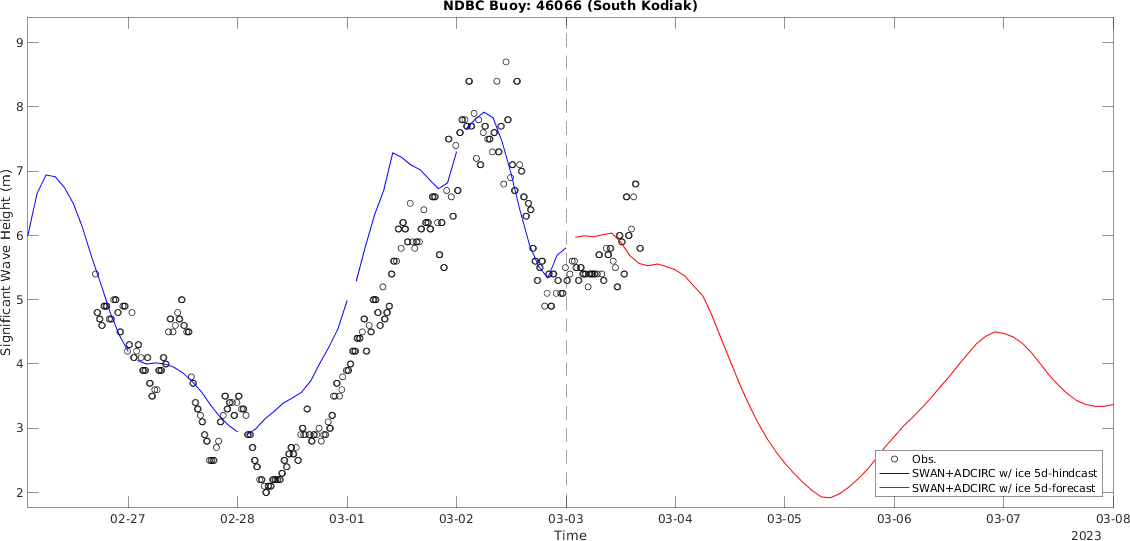 NDBC Buoy: 46066 (South Kodiak)
Significant Wave Height (m)
9
8
7
6
5
4
3
2
Obs.
SWAN+ADCIRC w/ ice 5d-hindcast
SWAN+ADCIRC w/ ice 5d-forecast
02-27 02-28 03-01 03-02 03-03 03-04 03-05 03-06 03-07 03-08
Time
2023